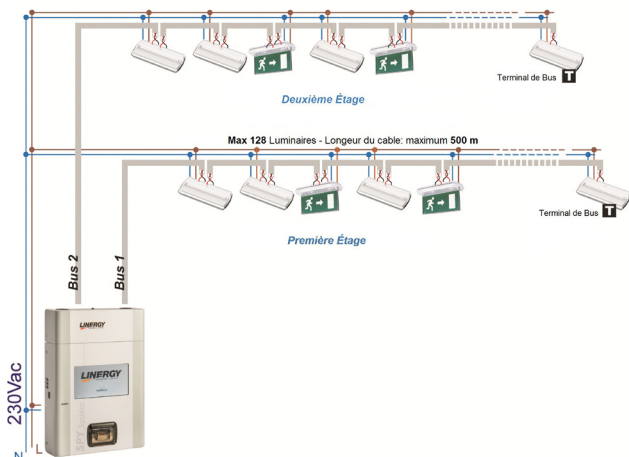 Terminal de Bus T
Deuxième Étage
Max 128 Luminaires - Longeur du cable: maximum 500 m
Terminal de Bus T
Première Étage
Bus 2
Bus 1
LINERGY
LINERGY
SPY
230Vac
N
L